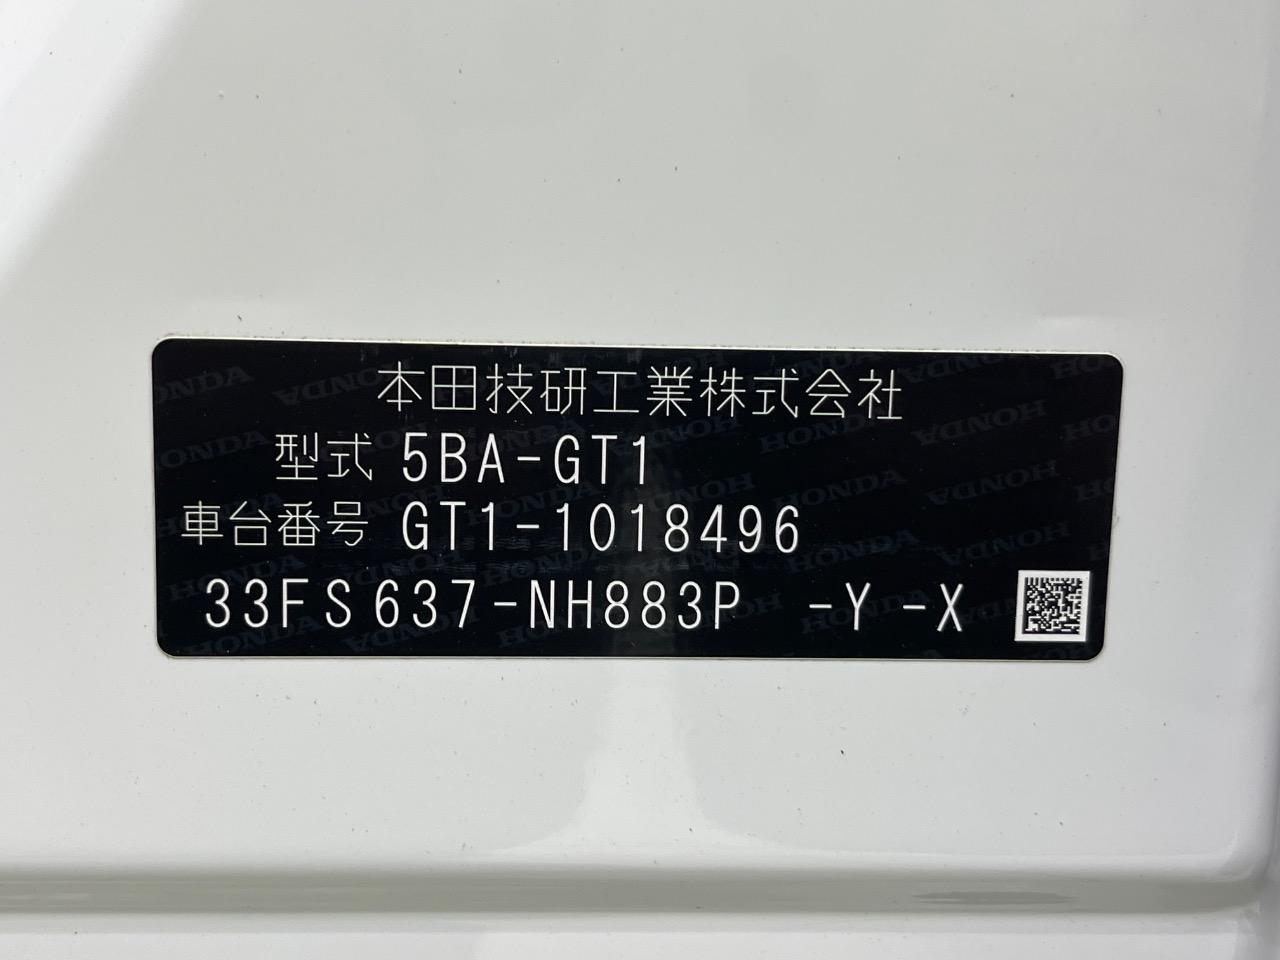 本田技研工業株式会社
型式 5BA-GT1
車台番号 GT1-1018496
33FS637-NH883P -Y-X